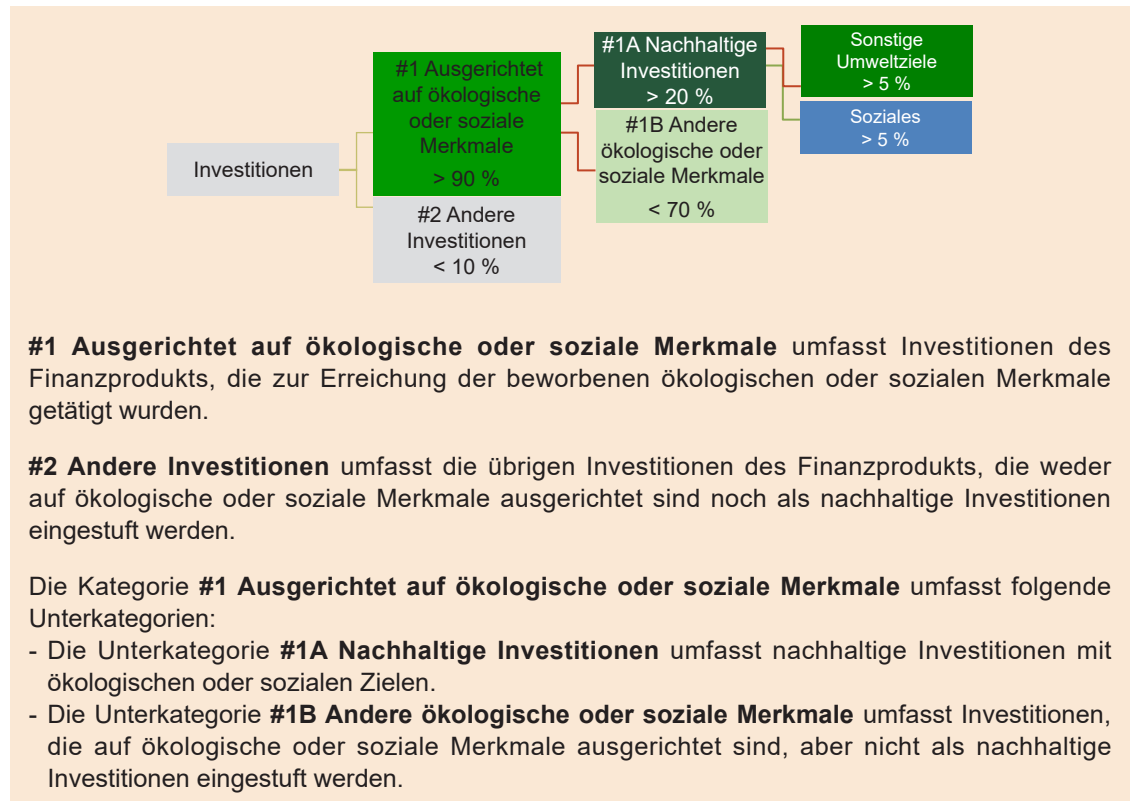 Investitionen
#1 Ausgerichtet
auf ökologische
oder soziale
Merkmale
> 90 %
#2 Andere
Investitionen
< 10 %
#1A Nachhaltige
Investitionen
> 20 %
#1B Andere
ökologische oder
soziale Merkmale
< 70 %
Sonstige
Umweltziele
> 5 %
Soziales
> 5 %
#1 Ausgerichtet auf ökologische oder soziale Merkmale umfasst Investitionen des
Finanzprodukts, die zur Erreichung der beworbenen ökologischen oder sozialen Merkmale
getätigt wurden.
#2 Andere Investitionen umfasst die übrigen Investitionen des Finanzprodukts, die weder
auf ökologische oder soziale Merkmale ausgerichtet sind noch als nachhaltige Investitionen
eingestuft werden.
Die Kategorie #1 Ausgerichtet auf ökologische oder soziale Merkmale umfasst folgende
Unterkategorien:
- Die Unterkategorie #1A Nachhaltige Investitionen umfasst nachhaltige Investitionen mit
ökologischen oder sozialen Zielen.
- Die Unterkategorie #1B Andere ökologische oder soziale Merkmale umfasst Investitionen,
die auf ökologische oder soziale Merkmale ausgerichtet sind, aber nicht als nachhaltige
Investitionen eingestuft werden.